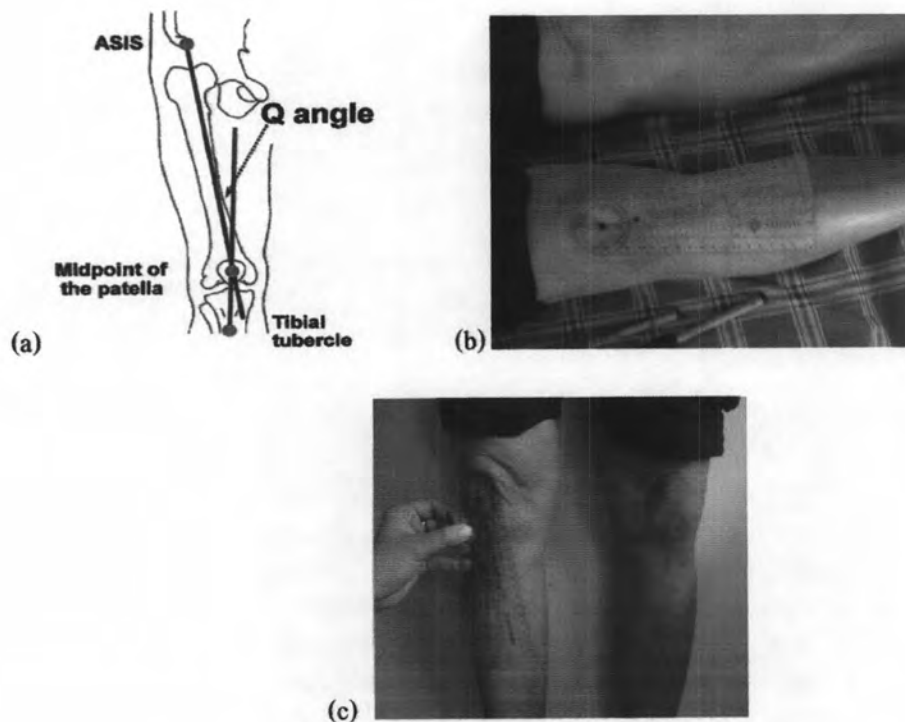 ASIS
Q angle
Midpoint of
the patella
Tibial
tubercle
(a)
(b)
(c)